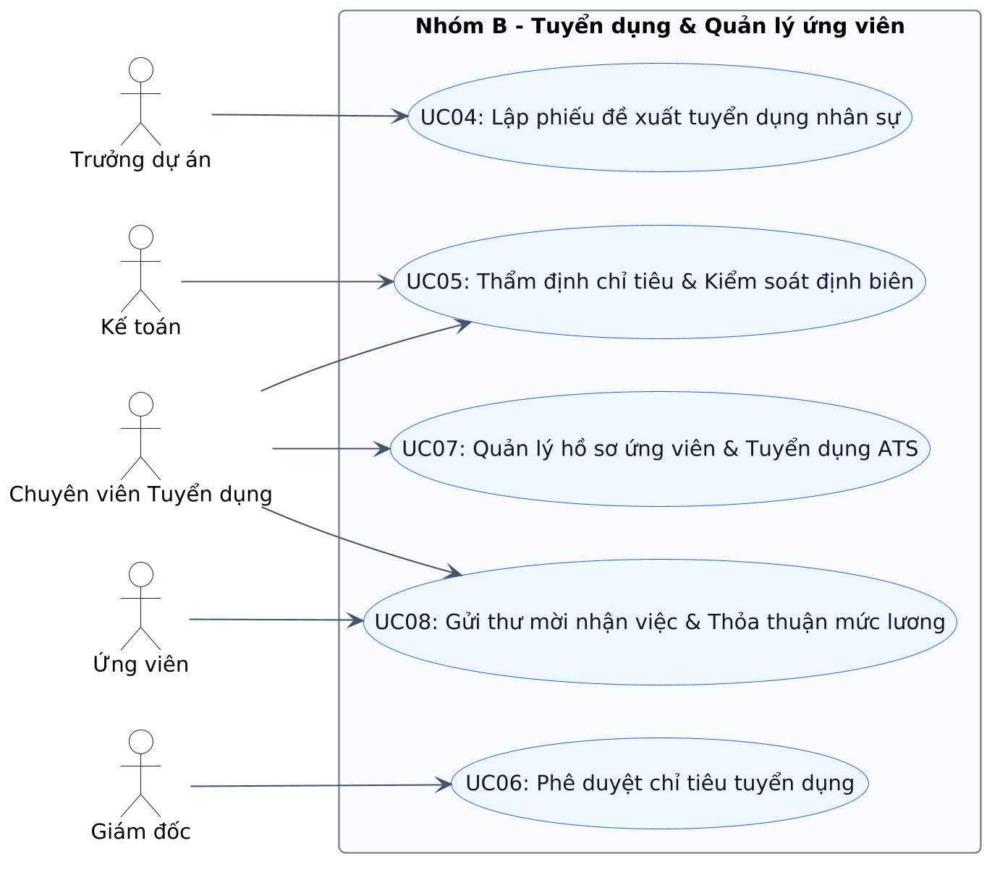 Nhóm B - Tuyển dụng & Quản lý ứng viên
Trưởng dự án
UC04: Lập phiếu đề xuất tuyển dụng nhân sự
Kế toán
UC05: Thẩm định chỉ tiêu & Kiểm soát định biên
Chuyên viên Tuyển dụng
UC07: Quản lý hồ sơ ứng viên & Tuyển dụng ATS
Ứng viên
UC08: Gửi thư mời nhận việc & Thỏa thuận mức lương
Giám đốc
UC06: Phê duyệt chỉ tiêu tuyển dụng